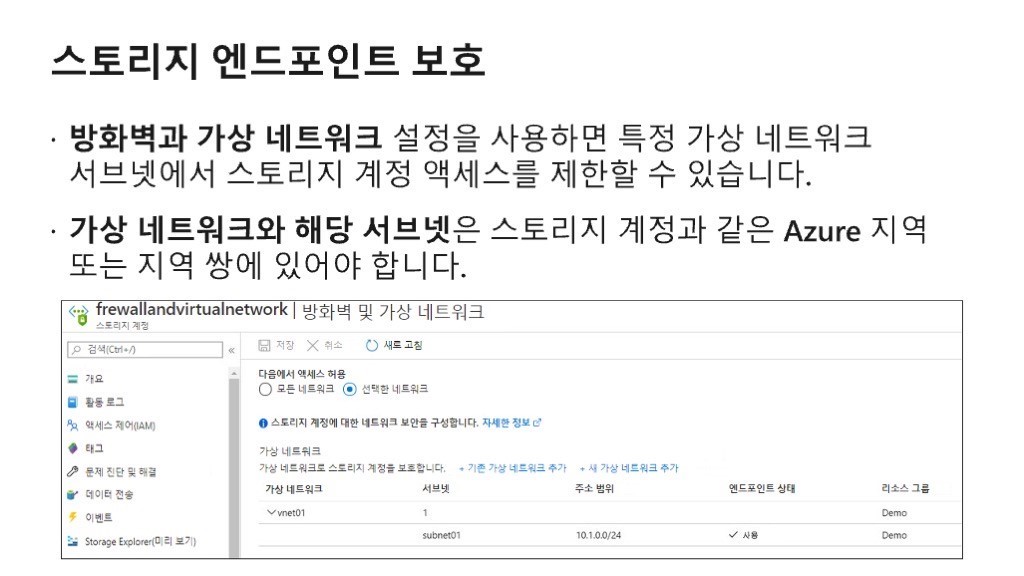 스토리지 엔드포인트 보호
· 방화벽과 가상 네트워크 설정을 사용하면 특정 가상 네트워크
서브넷에서 스토리지 계정 액세스를 제한할 수 있습니다.
· 가상 네트워크와 해당 서브넷은 스토리지 계정과 같은 Azure 지역
또는 지역 쌍에 있어야 합니다.
frewallandvirtualnetwork | 방화벽 및 가상 네트워크
스토리지 계정
검색(Ctrl+/) «
저장 취소 새로 고침
개요
활동 로그
액세스 제어(IAM)
태그
문제 진단 및 해결
데이터 전송
이벤트
Storage Explorer(미리 보기)
다음에서 액세스 허용
모든 네트워크 선택한 네트워크
스토리지 계정에 대한 네트워크 보안을 구성합니다. 자세한 정보
가상 네트워크
가상 네트워크로 스토리지 계정을 보호합니다. + 기존 가상 네트워크 추가 + 새 가상 네트워크 추가
가상 네트워크 서브넷 주소 범위 엔드포인트 상태 리소스 그룹
vnet01 1 Demo
subnet01 10.1.0.0/24 ✓ 사용 Demo